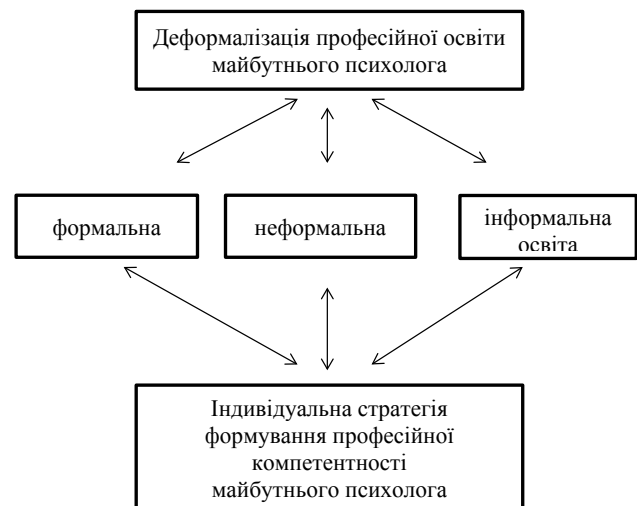 Деформалізація професійної освіти
майбутнього психолога
формальна
неформальна
інформальна
освіта
Індивідуальна стратегія
формування професійної
компетентності
майбутнього психолога